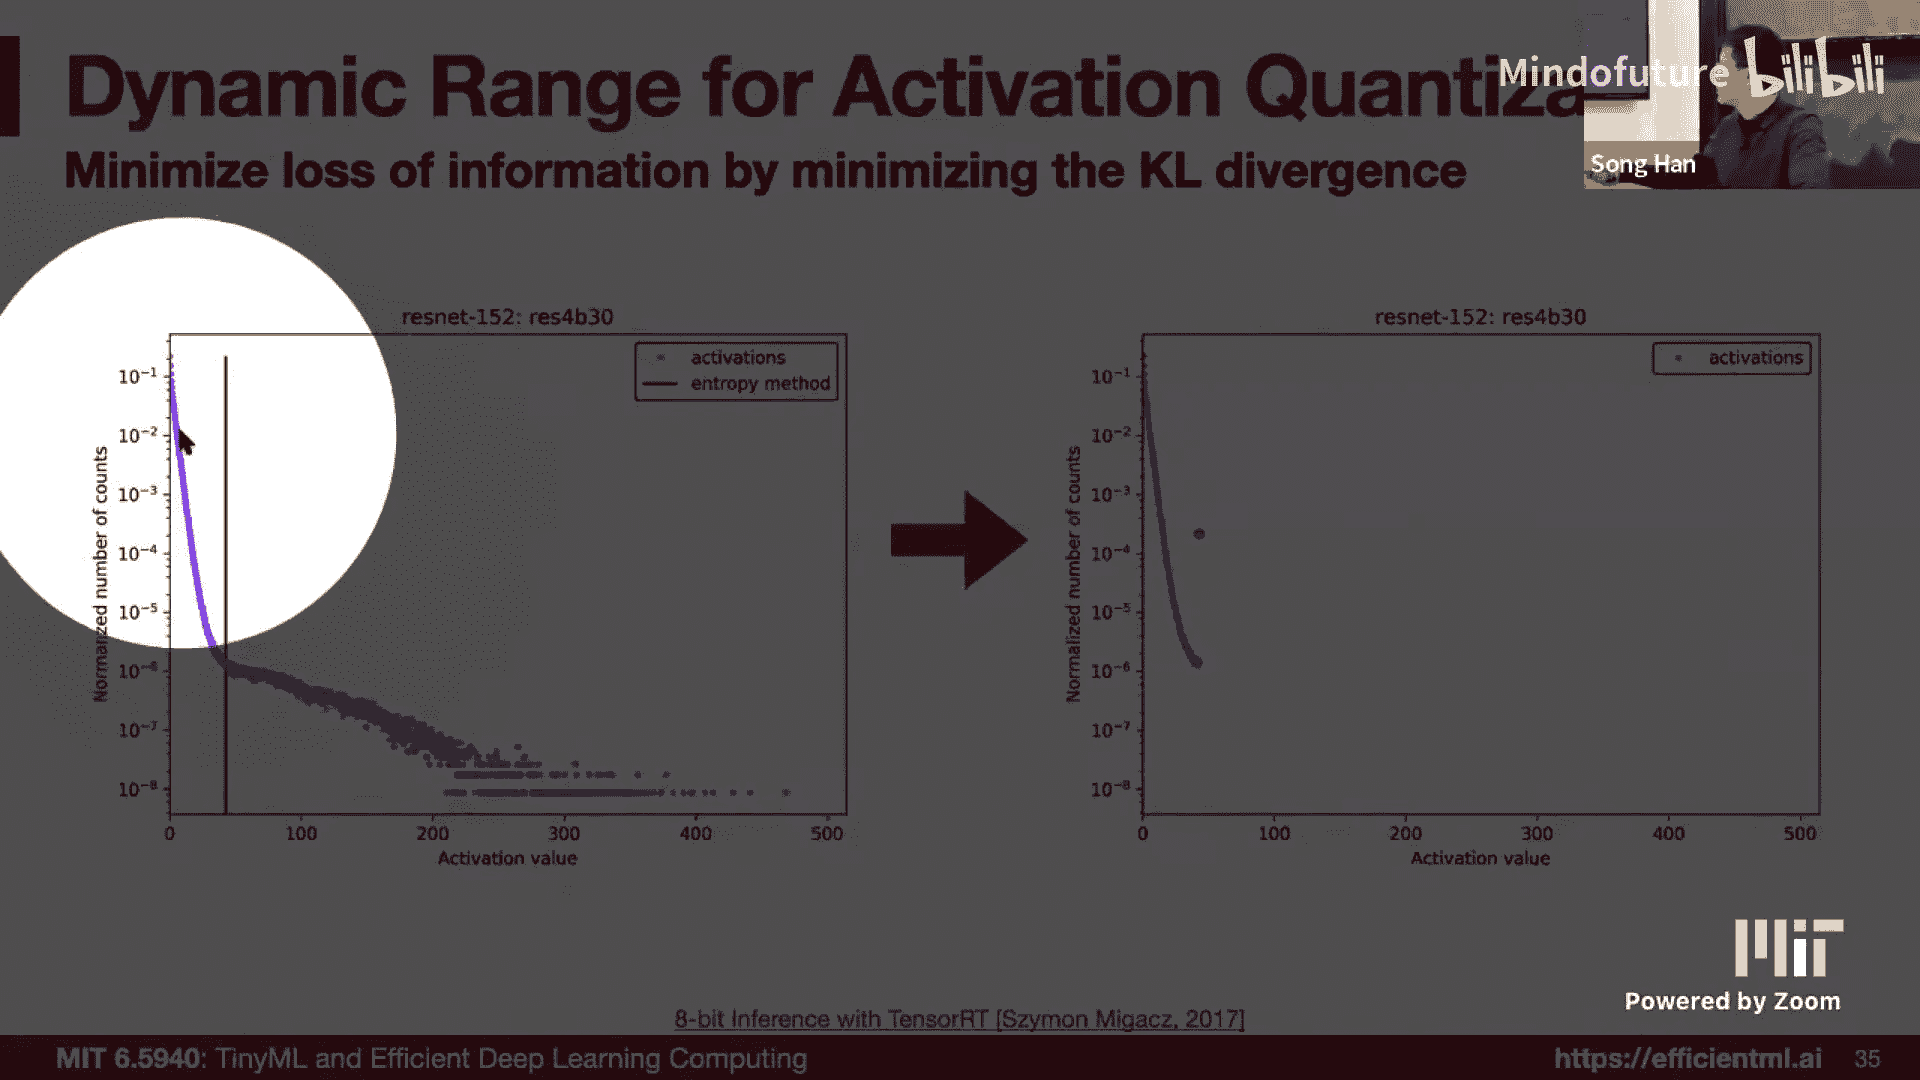 Dynamic Range for Activation Quantiza
Mindofuture bilibili
Minimize loss of information by minimizing the KL divergence
Song Han
resnet-152: res4b30
activations
entropy method
10⁻¹
10⁻²
10⁻³
10⁻⁴
10⁻⁵
10⁻⁶
10⁻⁷
10⁻⁸
Normalized number of counts
0 100 200 300 400 500
Activation value
resnet-152: res4b30
activations
10⁻¹
10⁻²
10⁻³
10⁻⁴
10⁻⁵
10⁻⁶
10⁻⁷
10⁻⁸
Normalized number of counts
0 100 200 300 400 500
Activation value
MIT
Powered by Zoom
8-bit Inference with TensorRT [Szymon Migacz, 2017]
MIT 6.5940: TinyML and Efficient Deep Learning Computing
https://efficientml.ai 35